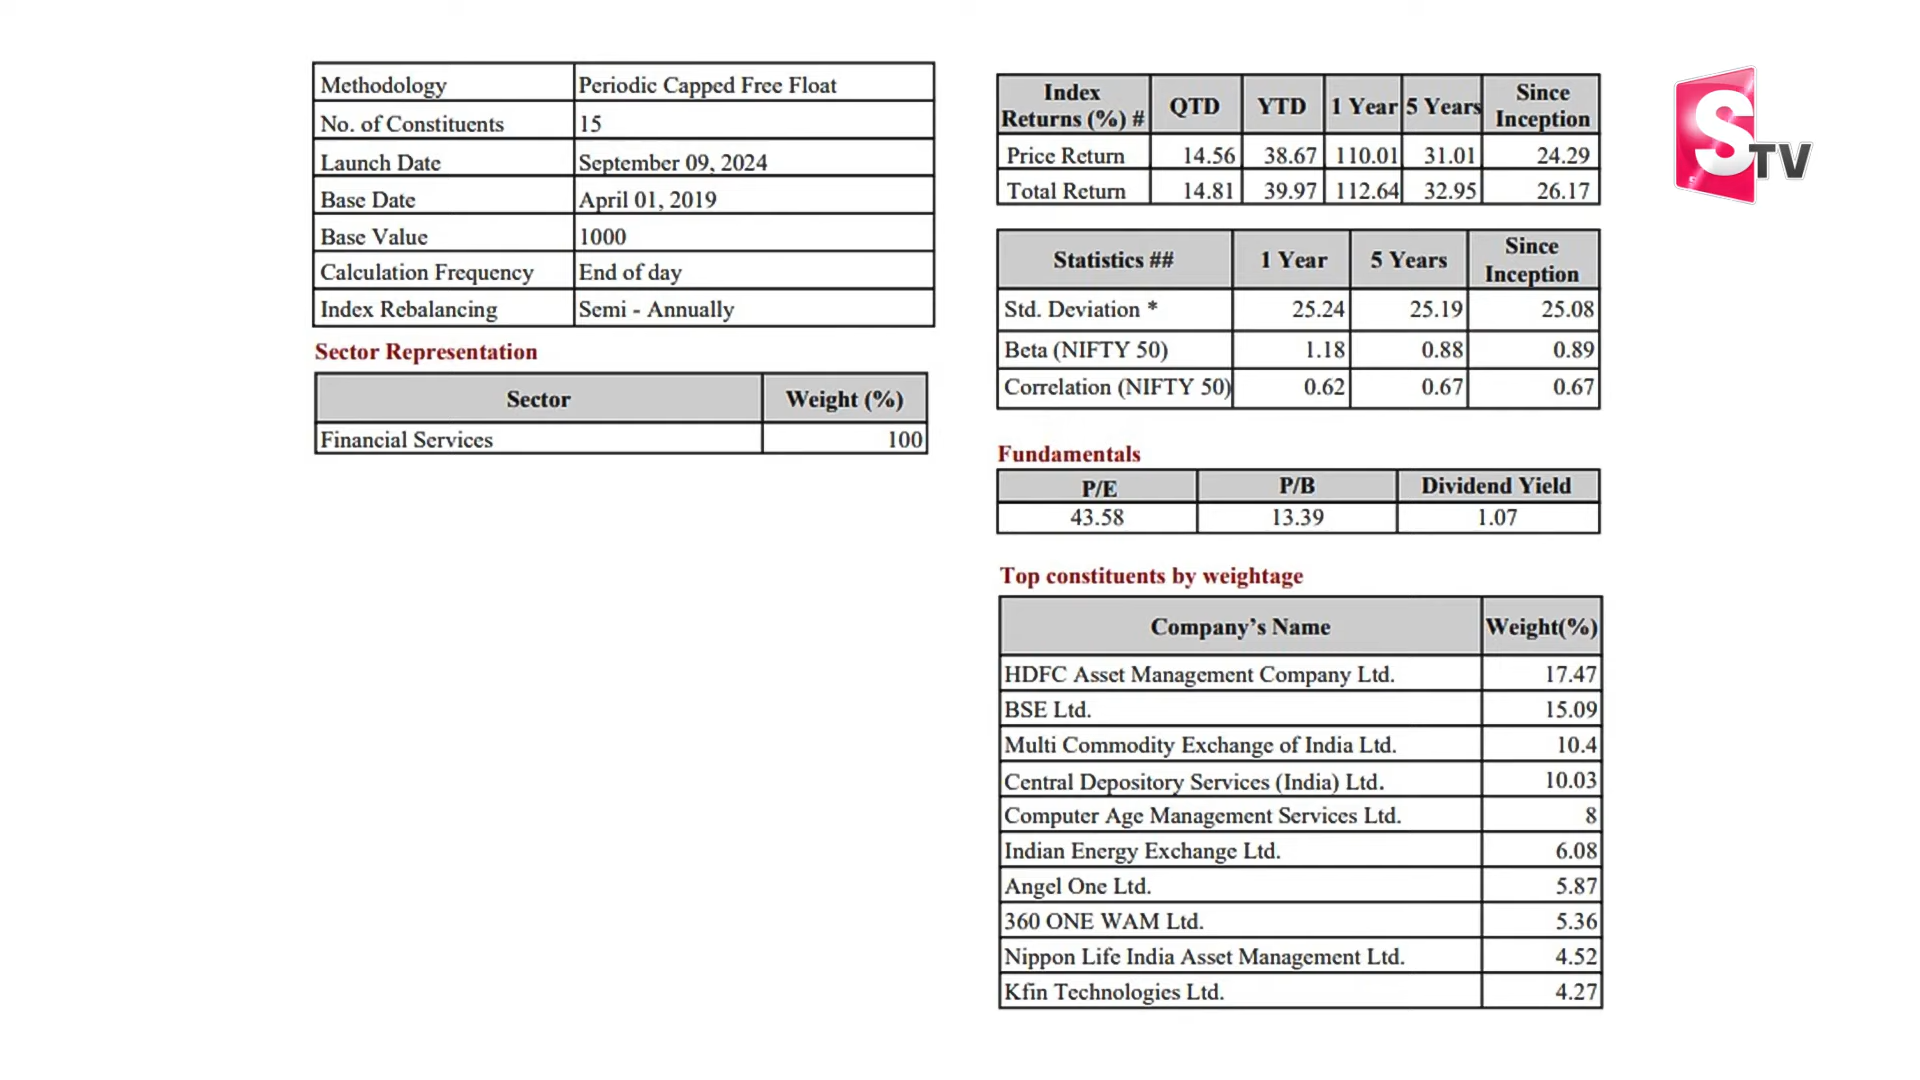 Methodology Periodic Capped Free Float
No. of Constituents 15
Launch Date September 09, 2024
Base Date April 01, 2019
Base Value 1000
Calculation Frequency End of day
Index Rebalancing Semi - Annually
Sector Representation
Sector Weight (%)
Financial Services 100
Index Returns (%) # QTD YTD 1 Year 5 Years Since Inception
Price Return 14.56 38.67 110.01 31.01 24.29
Total Return 14.81 39.97 112.64 32.95 26.17
Statistics ## 1 Year 5 Years Since Inception
Std. Deviation * 25.24 25.19 25.08
Beta (NIFTY 50) 1.18 0.88 0.89
Correlation (NIFTY 50) 0.62 0.67 0.67
Fundamentals
P/E P/B Dividend Yield
43.58 13.39 1.07
Top constituents by weightage
Company's Name Weight(%)
HDFC Asset Management Company Ltd. 17.47
BSE Ltd. 15.09
Multi Commodity Exchange of India Ltd. 10.4
Central Depository Services (India) Ltd. 10.03
Computer Age Management Services Ltd. 8
Indian Energy Exchange Ltd. 6.08
Angel One Ltd. 5.87
360 ONE WAM Ltd. 5.36
Nippon Life India Asset Management Ltd. 4.52
Kfin Technologies Ltd. 4.27
S TV